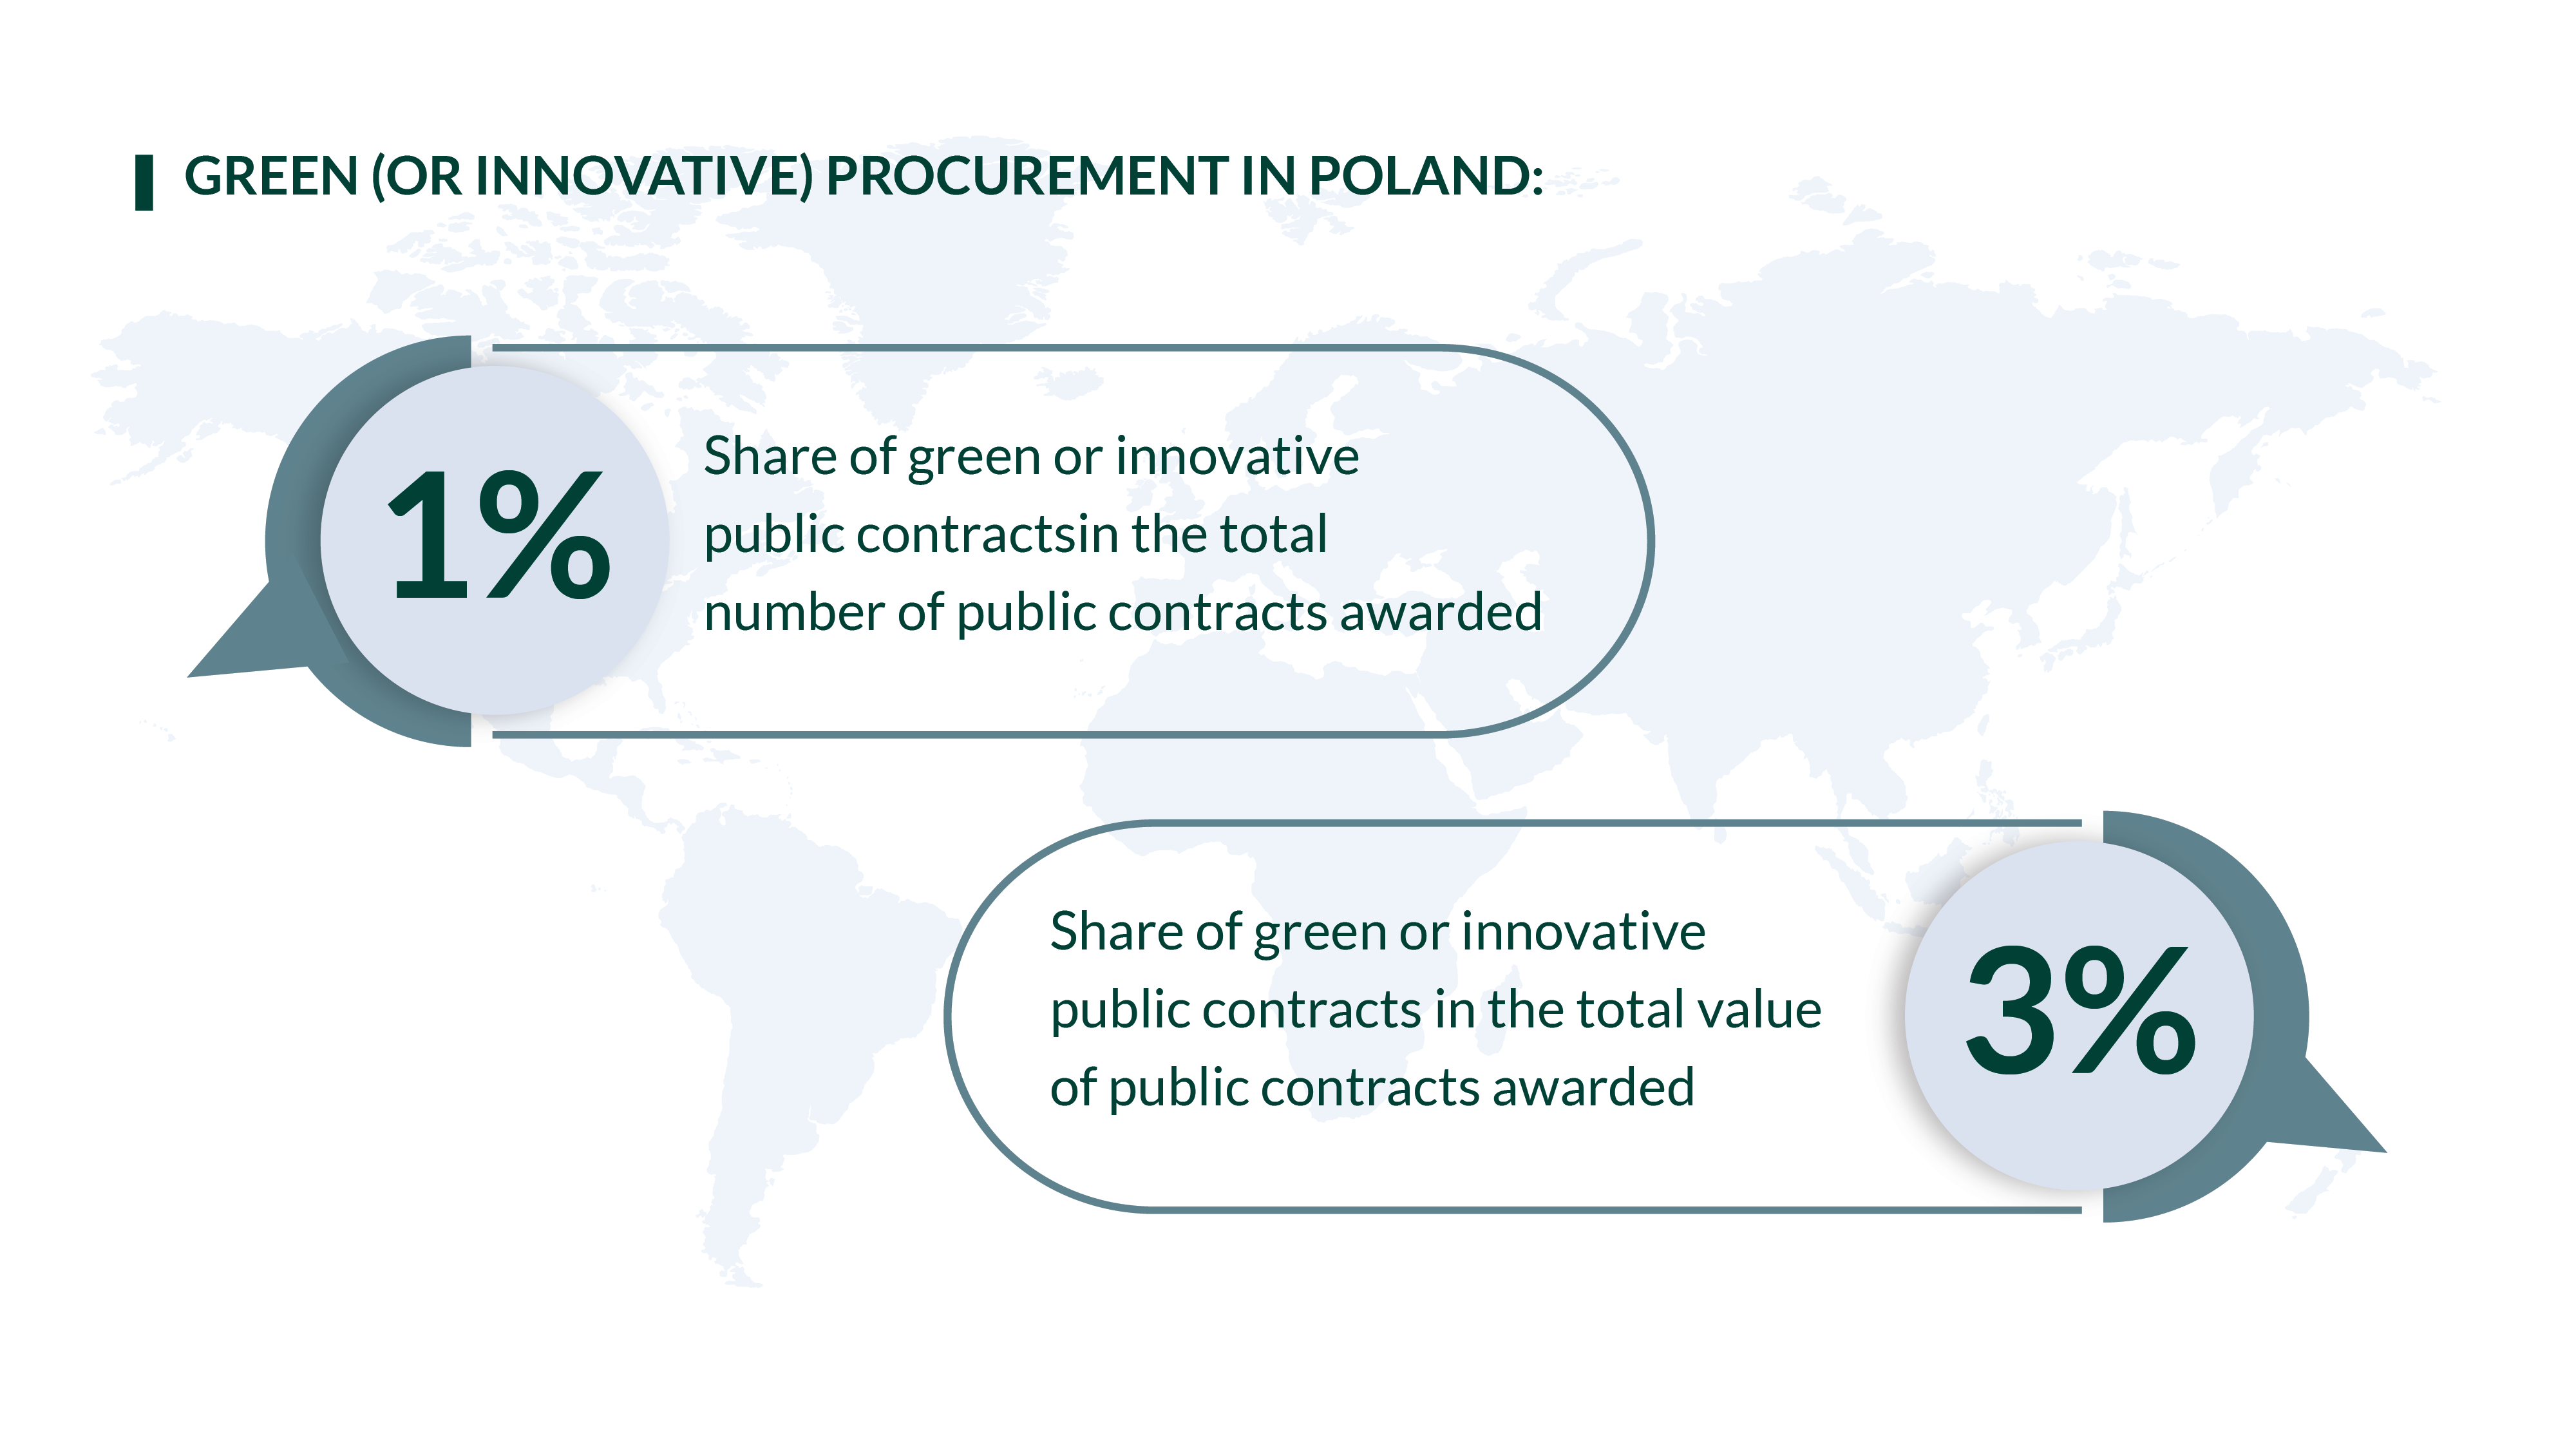 GREEN (OR INNOVATIVE) PROCUREMENT IN POLAND:
1%
Share of green or innovative
public contractsin the total
number of public contracts awarded
Share of green or innovative
public contracts in the total value
of public contracts awarded
3%